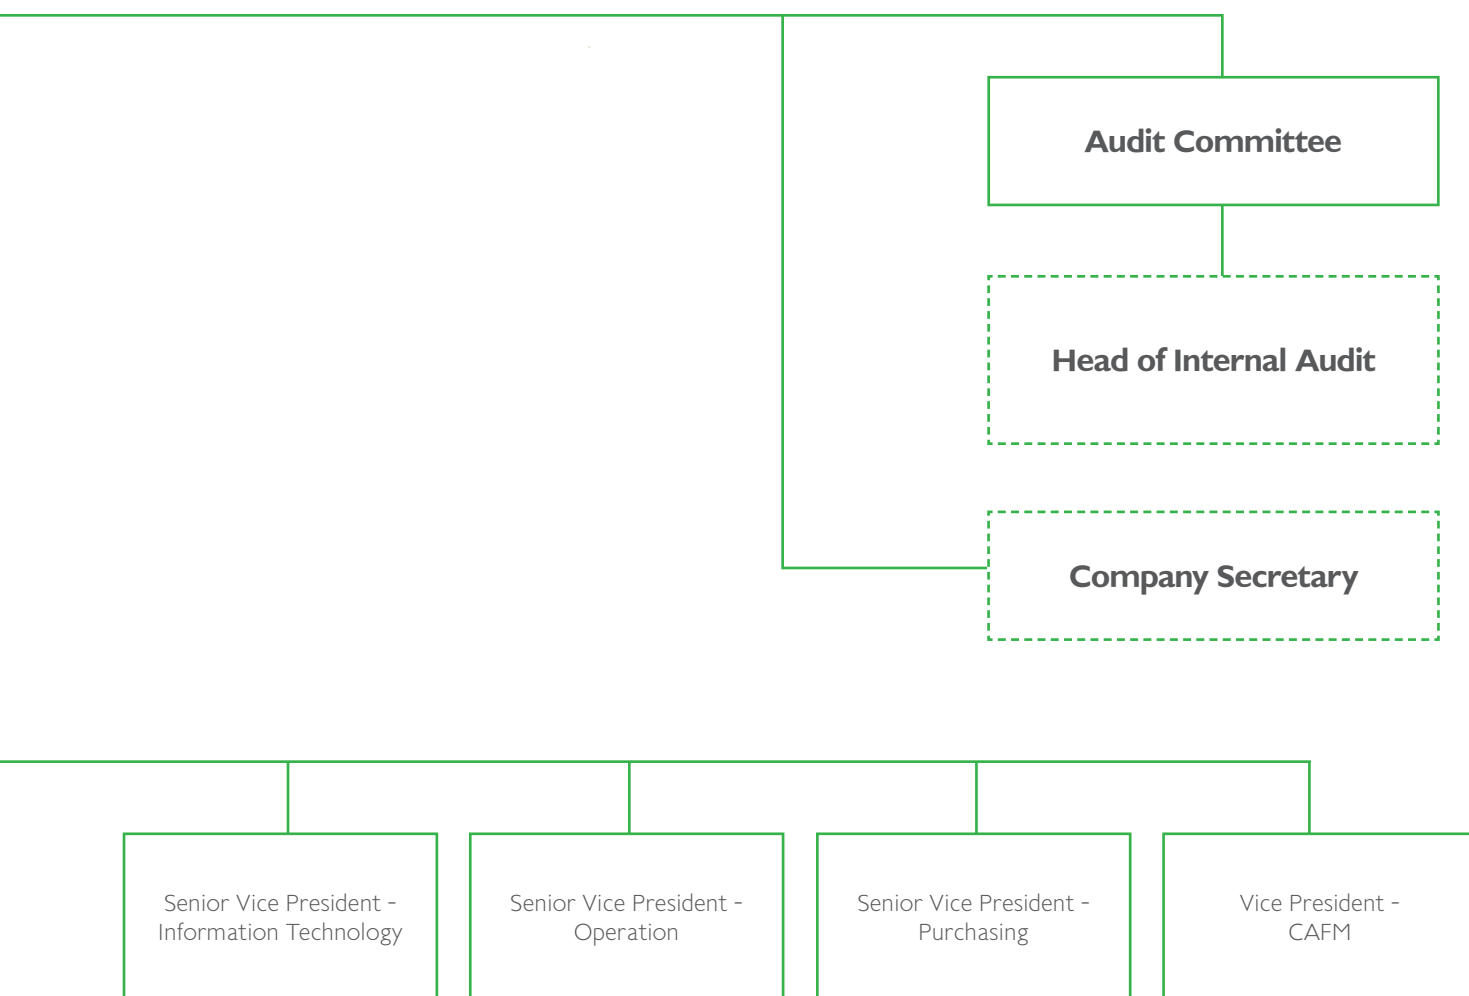 Audit Committee
Head of Internal Audit
Company Secretary
Senior Vice President -
Information Technology
Senior Vice President -
Operation
Senior Vice President -
Purchasing
Vice President -
CAFM